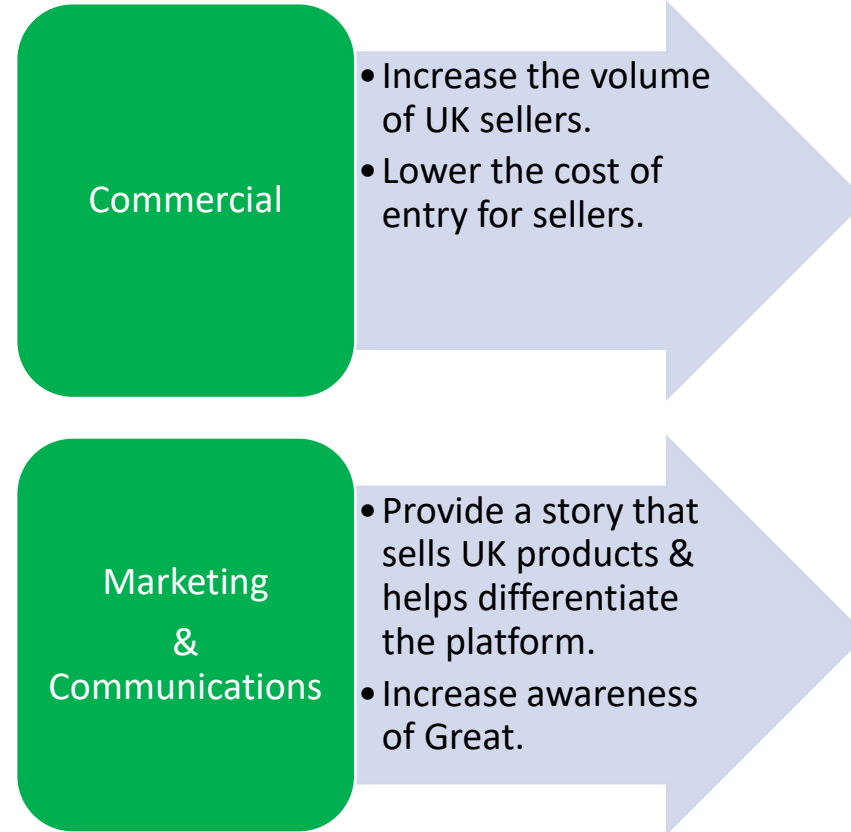 Commercial
• Increase the volume
of UK sellers.
• Lower the cost of
entry for sellers.
Marketing
&
Communications
• Provide a story that
sells UK products &
helps differentiate
the platform.
• Increase awareness
of Great.